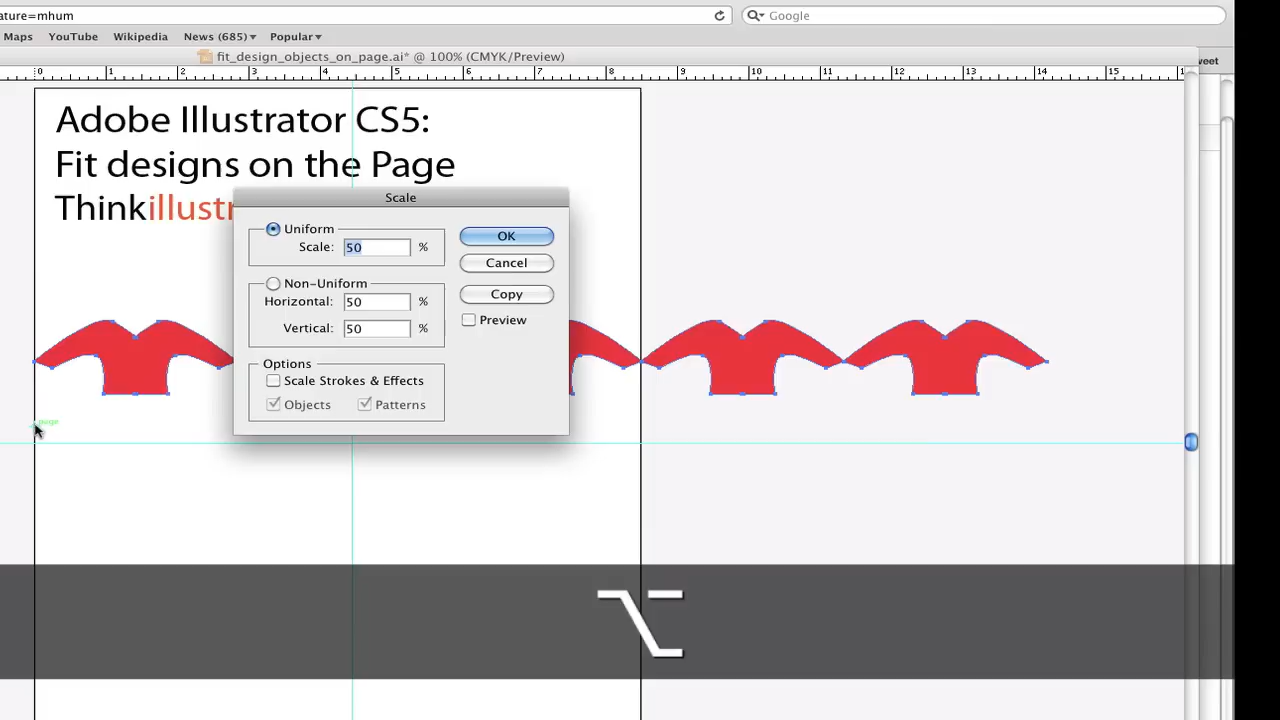 ature=mhum
Google
Maps YouTube Wikipedia News (685) Popular
fit_design_objects_on_page.ai* @ 100% (CMYK/Preview)
weet
0 1 2 3 4 5 6 7 8 9 10 11 12 13 14 15
Adobe Illustrator CS5:
Fit designs on the Page
Thinkillustr
Scale
Uniform
Scale: 50 %
OK
Cancel
Non-Uniform
Horizontal: 50 %
Copy
Vertical: 50 %
Preview
Options
Scale Strokes & Effects
Objects Patterns
page
⌥